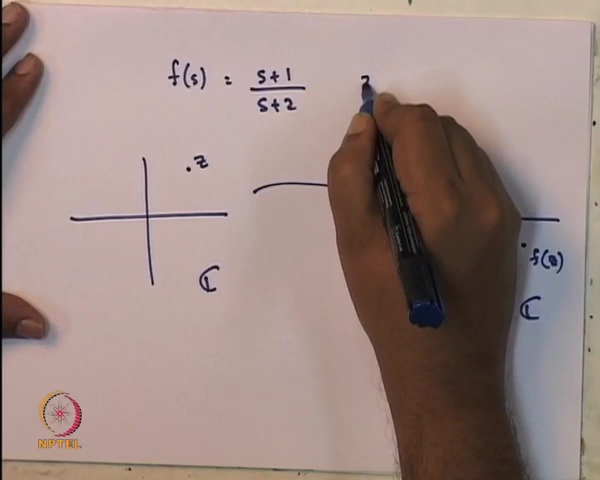 f(s) = s+1
s+2
z
. z
. f(z)
ℂ
ℂ
NPTEL